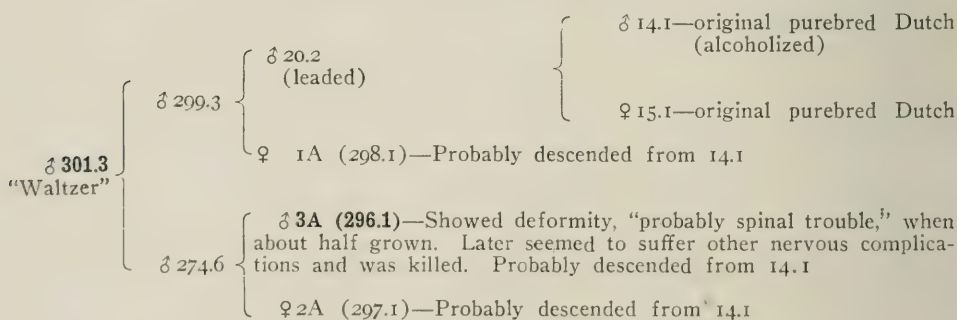 ♂ 14.1—original purebred Dutch
(alcoholized)
♂ 20.2
(leaded)
♂ 299.3
♀ 15.1—original purebred Dutch
♀ 1A (298.1)—Probably descended from 14.1
♂ 301.3
"Waltzer"
♂ 3A (296.1)—Showed deformity, "probably spinal trouble," when
about half grown. Later seemed to suffer other nervous complica-
tions and was killed. Probably descended from 14.1
♂ 274.6
♀ 2A (297.1)—Probably descended from 14.1